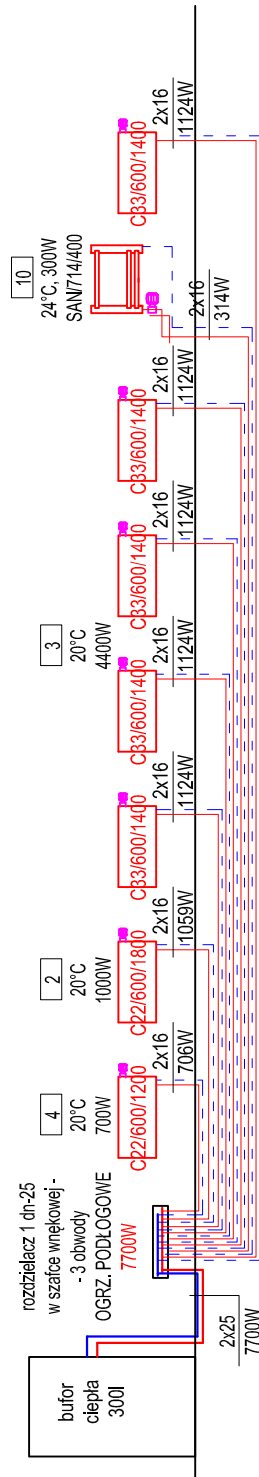 bufor
ciepła
300l
2x25
7700W
rozdzielacz 1 dn-25
w szafce wnękowej -
- 3 obwody
OGRZ. PODŁOGOWE
7700W
4
20°C
700W
C22/600/1200
2x16
706W
2
20°C
1000W
C22/600/1800
2x16
1059W
C33/600/1400
2x16
1124W
3
20°C
4400W
C33/600/1400
2x16
1124W
C33/600/1400
2x16
1124W
C33/600/1400
2x16
1124W
10
24°C, 300W
SAN/714/400
2x16
314W
C33/600/1400
2x16
1124W